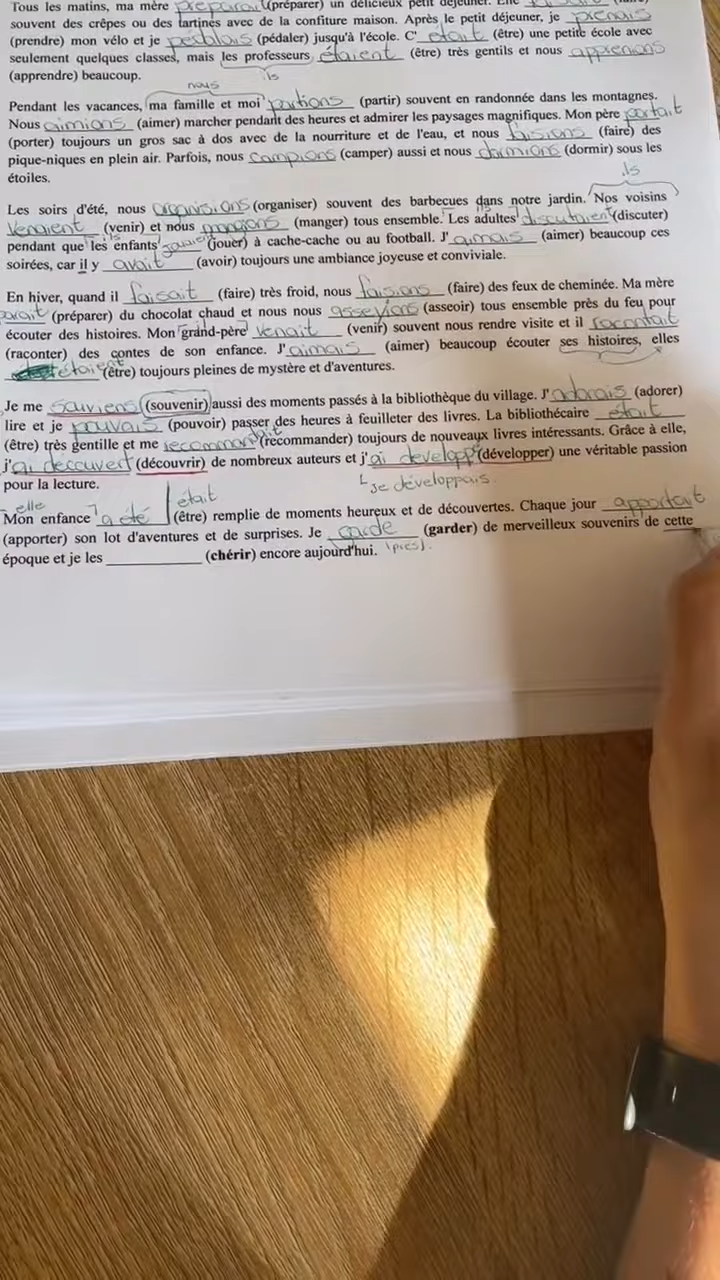 Tous les matins, ma mère préparait (préparer) un délicieux petit déjeuner. Elle
souvent des crêpes ou des tartines avec de la confiture maison. Après le petit déjeuner, je prenais
(prendre) mon vélo et je pédalais (pédaler) jusqu'à l'école. C' était (être) une petite école avec
seulement quelques classes, mais les professeurs étaient (être) très gentils et nous apprenions
(apprendre) beaucoup.
nous ils
Pendant les vacances, ma famille et moi partions (partir) souvent en randonnée dans les montagnes.
Nous aimions (aimer) marcher pendant des heures et admirer les paysages magnifiques. Mon père portait
(porter) toujours un gros sac à dos avec de la nourriture et de l'eau, et nous faisions (faire) des
pique-niques en plein air. Parfois, nous campions (camper) aussi et nous dormions (dormir) sous les
étoiles.
ils
Les soirs d'été, nous organisions (organiser) souvent des barbecues dans notre jardin. Nos voisins
venaient (venir) et nous mangions (manger) tous ensemble. Les adultes discutaient (discuter)
pendant que les enfants (jouer) à cache-cache ou au football. J' aimais (aimer) beaucoup ces
soirées, car il y avait (avoir) toujours une ambiance joyeuse et conviviale.
En hiver, quand il faisait (faire) très froid, nous faisions (faire) des feux de cheminée. Ma mère
(préparer) du chocolat chaud et nous nous assevions (asseoir) tous ensemble près du feu pour
écouter des histoires. Mon grand-père venait (venir) souvent nous rendre visite et il racontait
(raconter) des contes de son enfance. J' aimais (aimer) beaucoup écouter ses histoires, elles
étaient (être) toujours pleines de mystère et d'aventures.
Je me souviens (souvenir) aussi des moments passés à la bibliothèque du village. J' adorais (adorer)
lire et je pouvais (pouvoir) passer des heures à feuilleter des livres. La bibliothécaire était
(être) très gentille et me recommandait (recommander) toujours de nouveaux livres intéressants. Grâce à elle,
j'ai découvert (découvrir) de nombreux auteurs et j'ai développé (développer) une véritable passion
pour la lecture.
je développais.
elle était
Mon enfance a été (être) remplie de moments heureux et de découvertes. Chaque jour apportait
(apporter) son lot d'aventures et de surprises. Je garde (garder) de merveilleux souvenirs de cette
époque et je les (chérir) encore aujourd'hui. (prés).